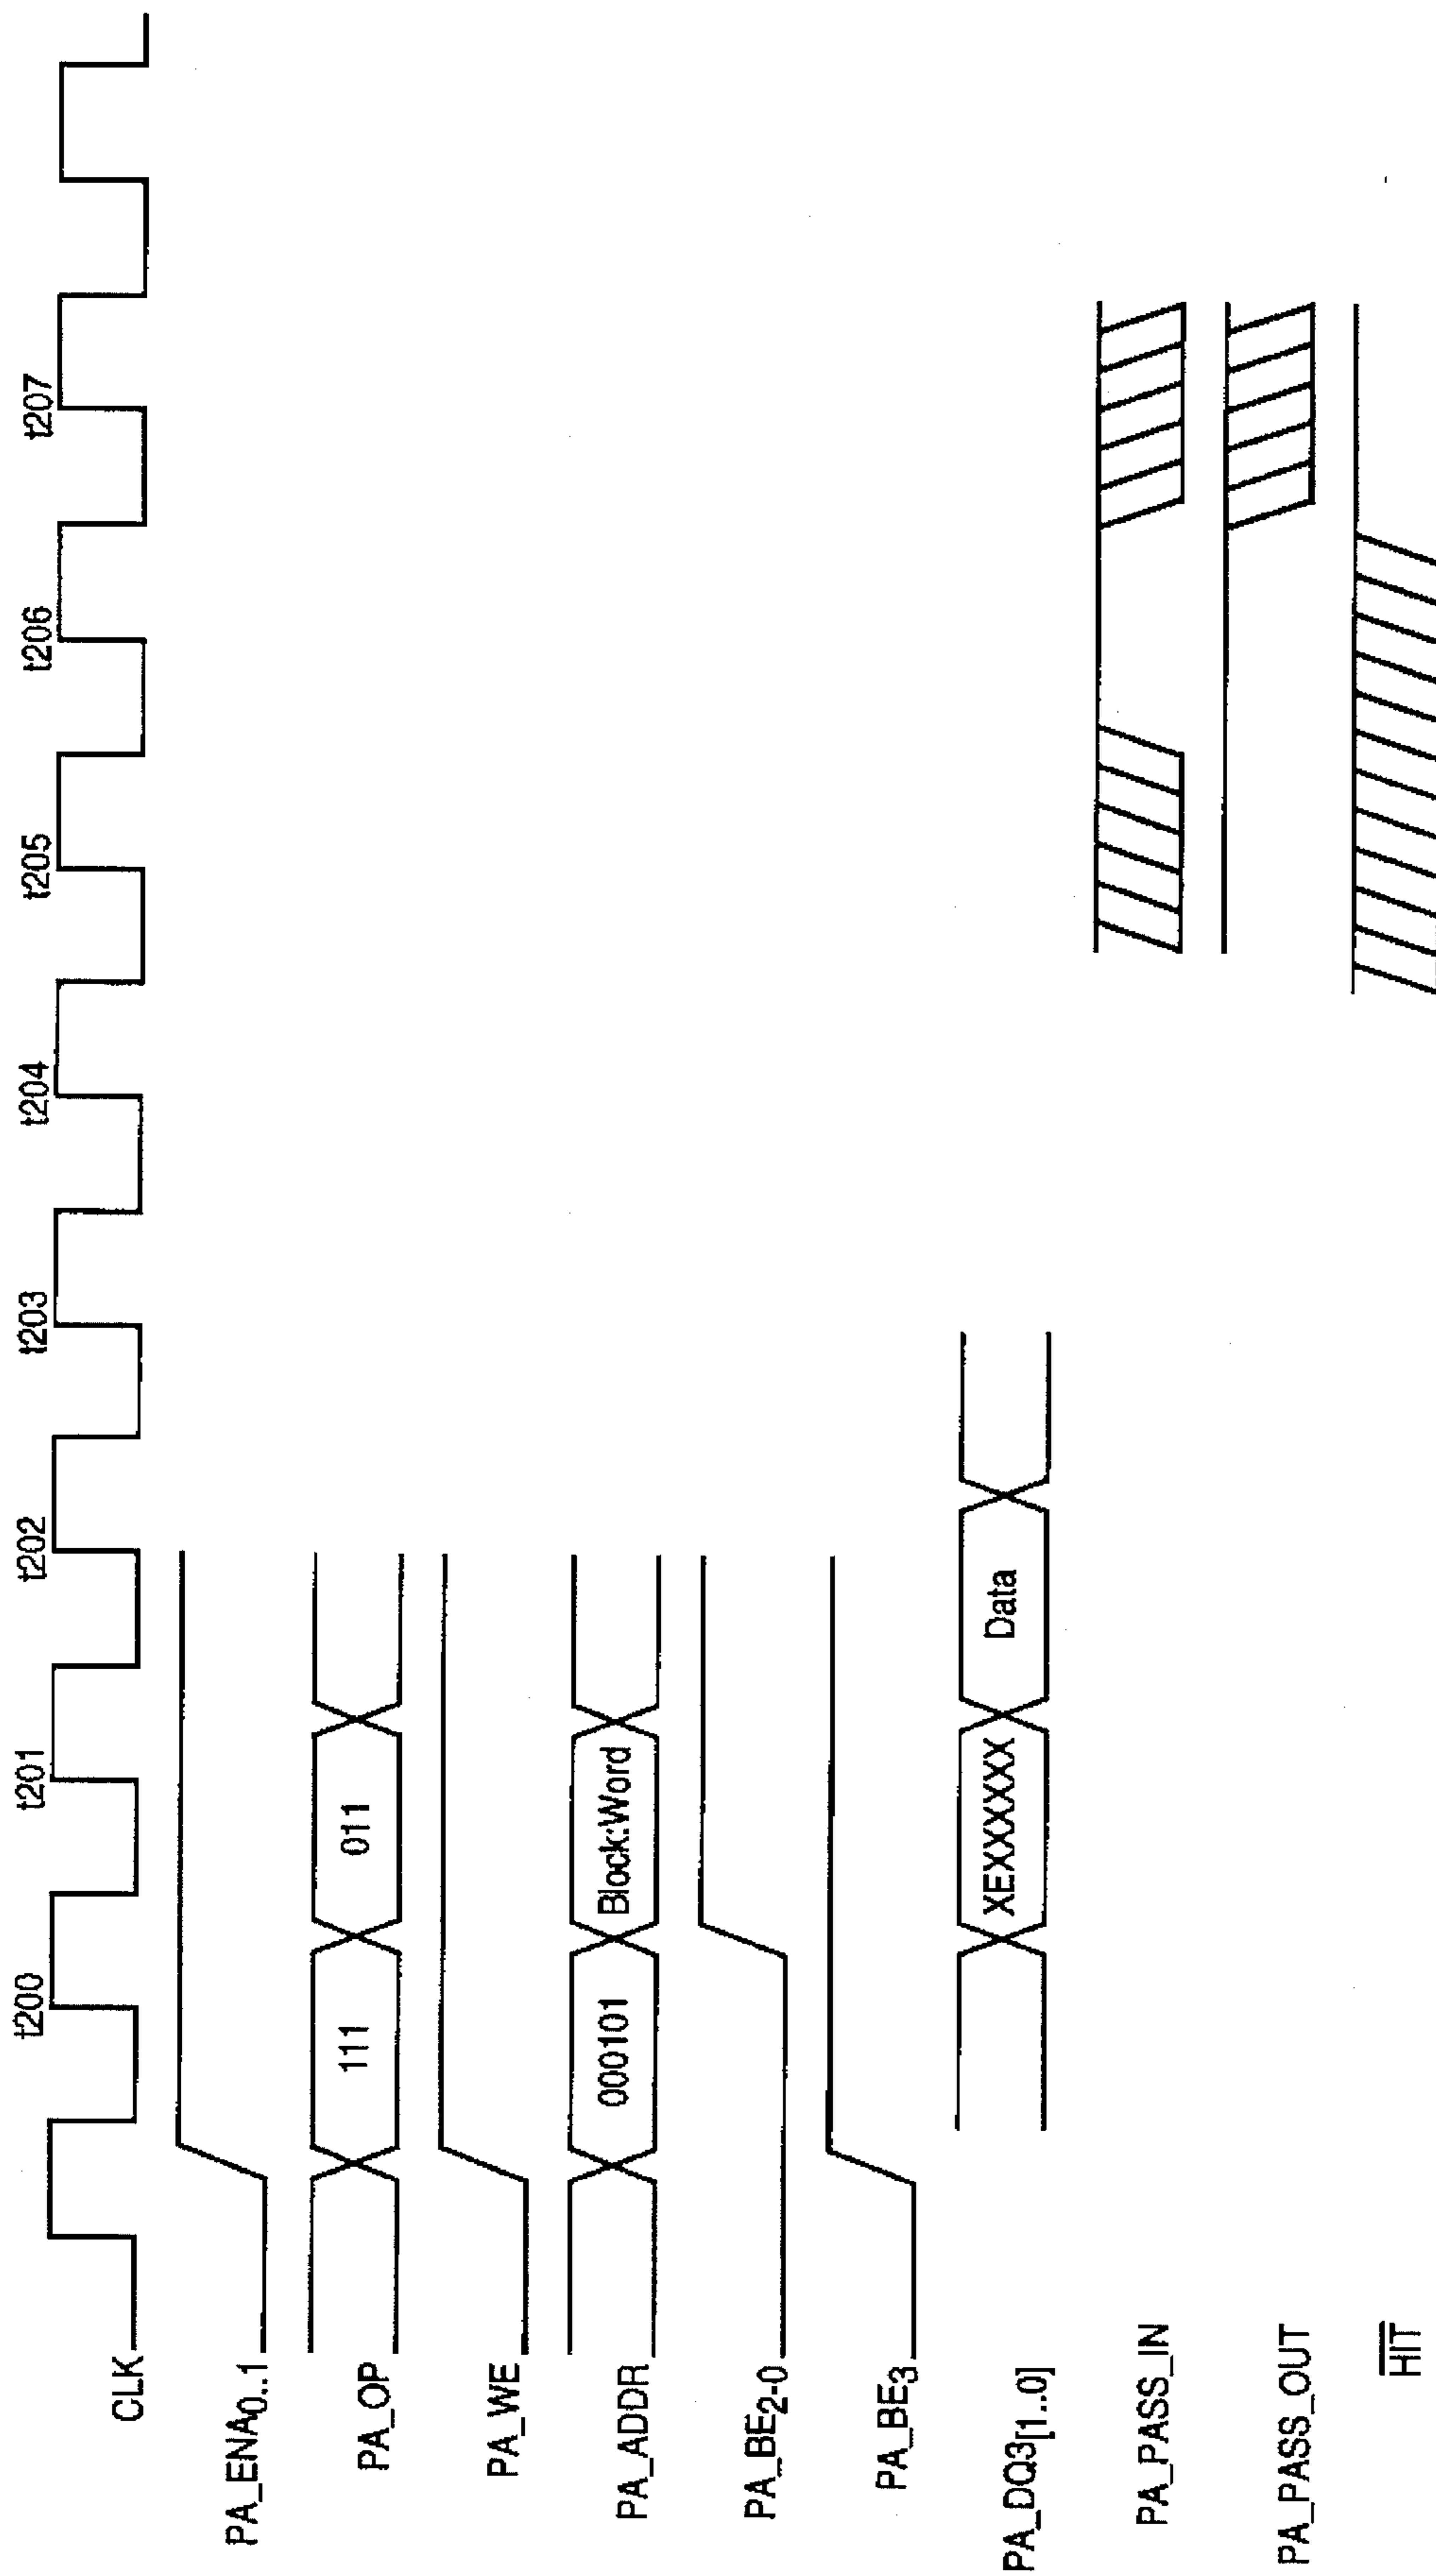 t200 t201 t202 t203 t204 t205 t206 t207
CLK
PA_ENA0..1
PA_OP 111 011
PA_WE
PA_ADDR 000101 Block:Word
PA_BE2-0
PA_BE3
PA_DQ3[1..0] XEXXXXXX Data
PA_PASS_IN
PA_PASS_OUT
HIT